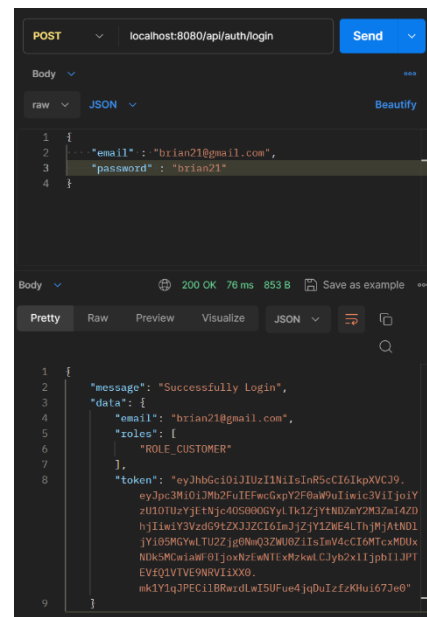 POST localhost:8080/api/auth/login Send
Body
raw JSON Beautify
1 {
2 "email" : "brian21@gmail.com",
3 "password" : "brian21"
4 }
Body 200 OK 76 ms 853 B Save as example
Pretty Raw Preview Visualize JSON
1 {
2 "message": "Successfully Login",
3 "data": {
4 "email": "brian21@gmail.com",
5 "roles": [
6 "ROLE_CUSTOMER"
7 ],
8 "token": "eyJhbGciOiJIUzI1NiIsInR5cCI6IkpXVCJ9.
9 }